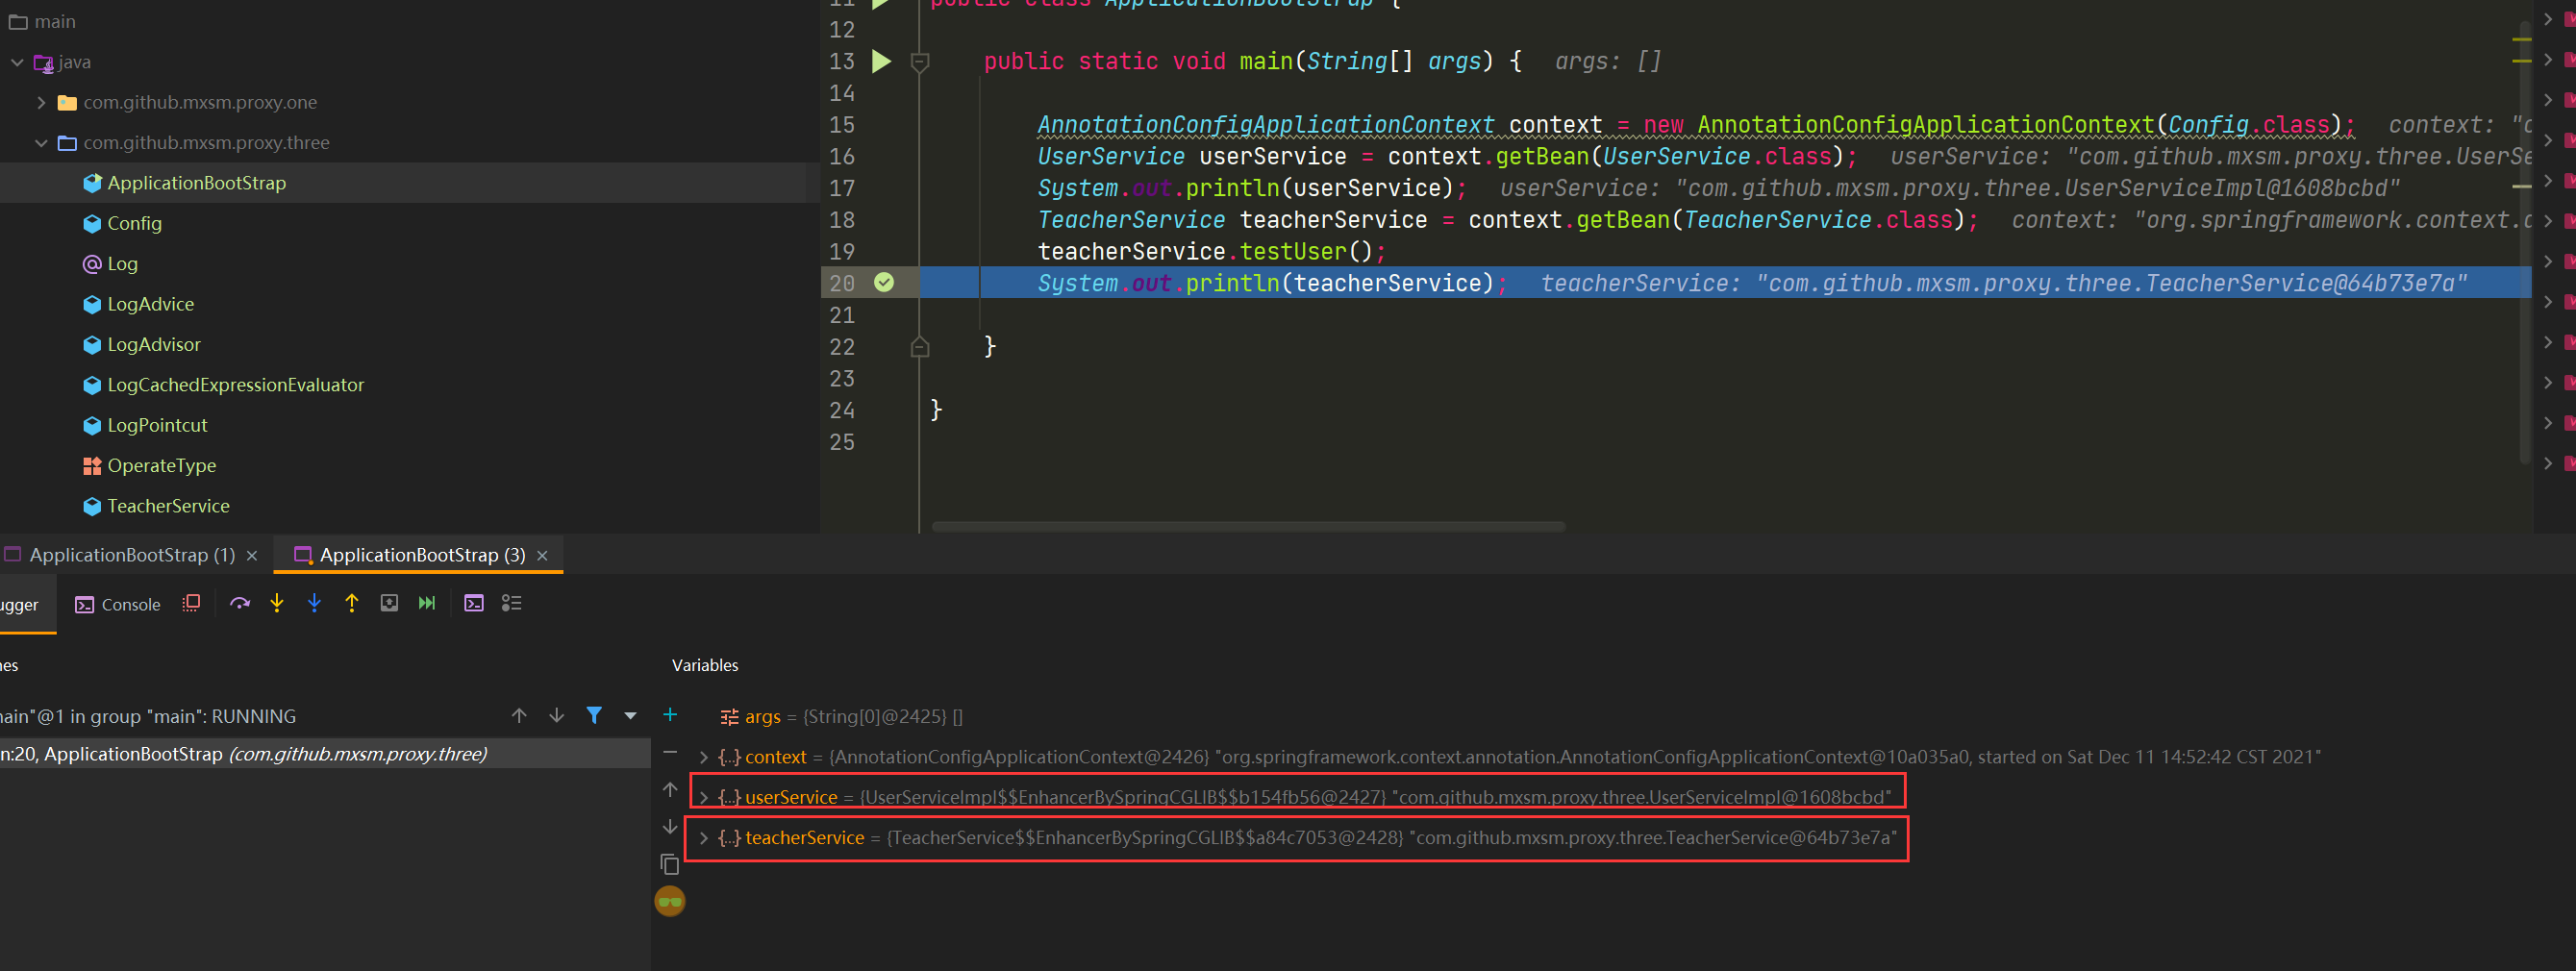 main
java
com.github.mxsm.proxy.one
com.github.mxsm.proxy.three
ApplicationBootStrap
Config
Log
LogAdvice
LogAdvisor
LogCachedExpressionEvaluator
LogPointcut
OperateType
TeacherService
11 public class ApplicationBootStrap {
12
13 public static void main(String[] args) { args: []
14
15 AnnotationConfigApplicationContext context = new AnnotationConfigApplicationContext(Config.class); context: "o
16 UserService userService = context.getBean(UserService.class); userService: "com.github.mxsm.proxy.three.UserSe
17 System.out.println(userService); userService: "com.github.mxsm.proxy.three.UserServiceImpl@1608bcbd"
18 TeacherService teacherService = context.getBean(TeacherService.class); context: "org.springframework.context.a
19 teacherService.testUser();
20 System.out.println(teacherService); teacherService: "com.github.mxsm.proxy.three.TeacherService@64b73e7a"
21
22 }
23
24 }
25
ApplicationBootStrap (1) × ApplicationBootStrap (3) ×
ugger Console
nes
Variables
ain"@1 in group "main": RUNNING
n:20, ApplicationBootStrap (com.github.mxsm.proxy.three)
args = {String[0]@2425} []
context = {AnnotationConfigApplicationContext@2426} "org.springframework.context.annotation.AnnotationConfigApplicationContext@10a035a0, started on Sat Dec 11 14:52:42 CST 2021"
userService = {UserServiceImpl$$EnhancerBySpringCGLIB$$b154fb56@2427} "com.github.mxsm.proxy.three.UserServiceImpl@1608bcbd"
teacherService = {TeacherService$$EnhancerBySpringCGLIB$$a84c7053@2428} "com.github.mxsm.proxy.three.TeacherService@64b73e7a"